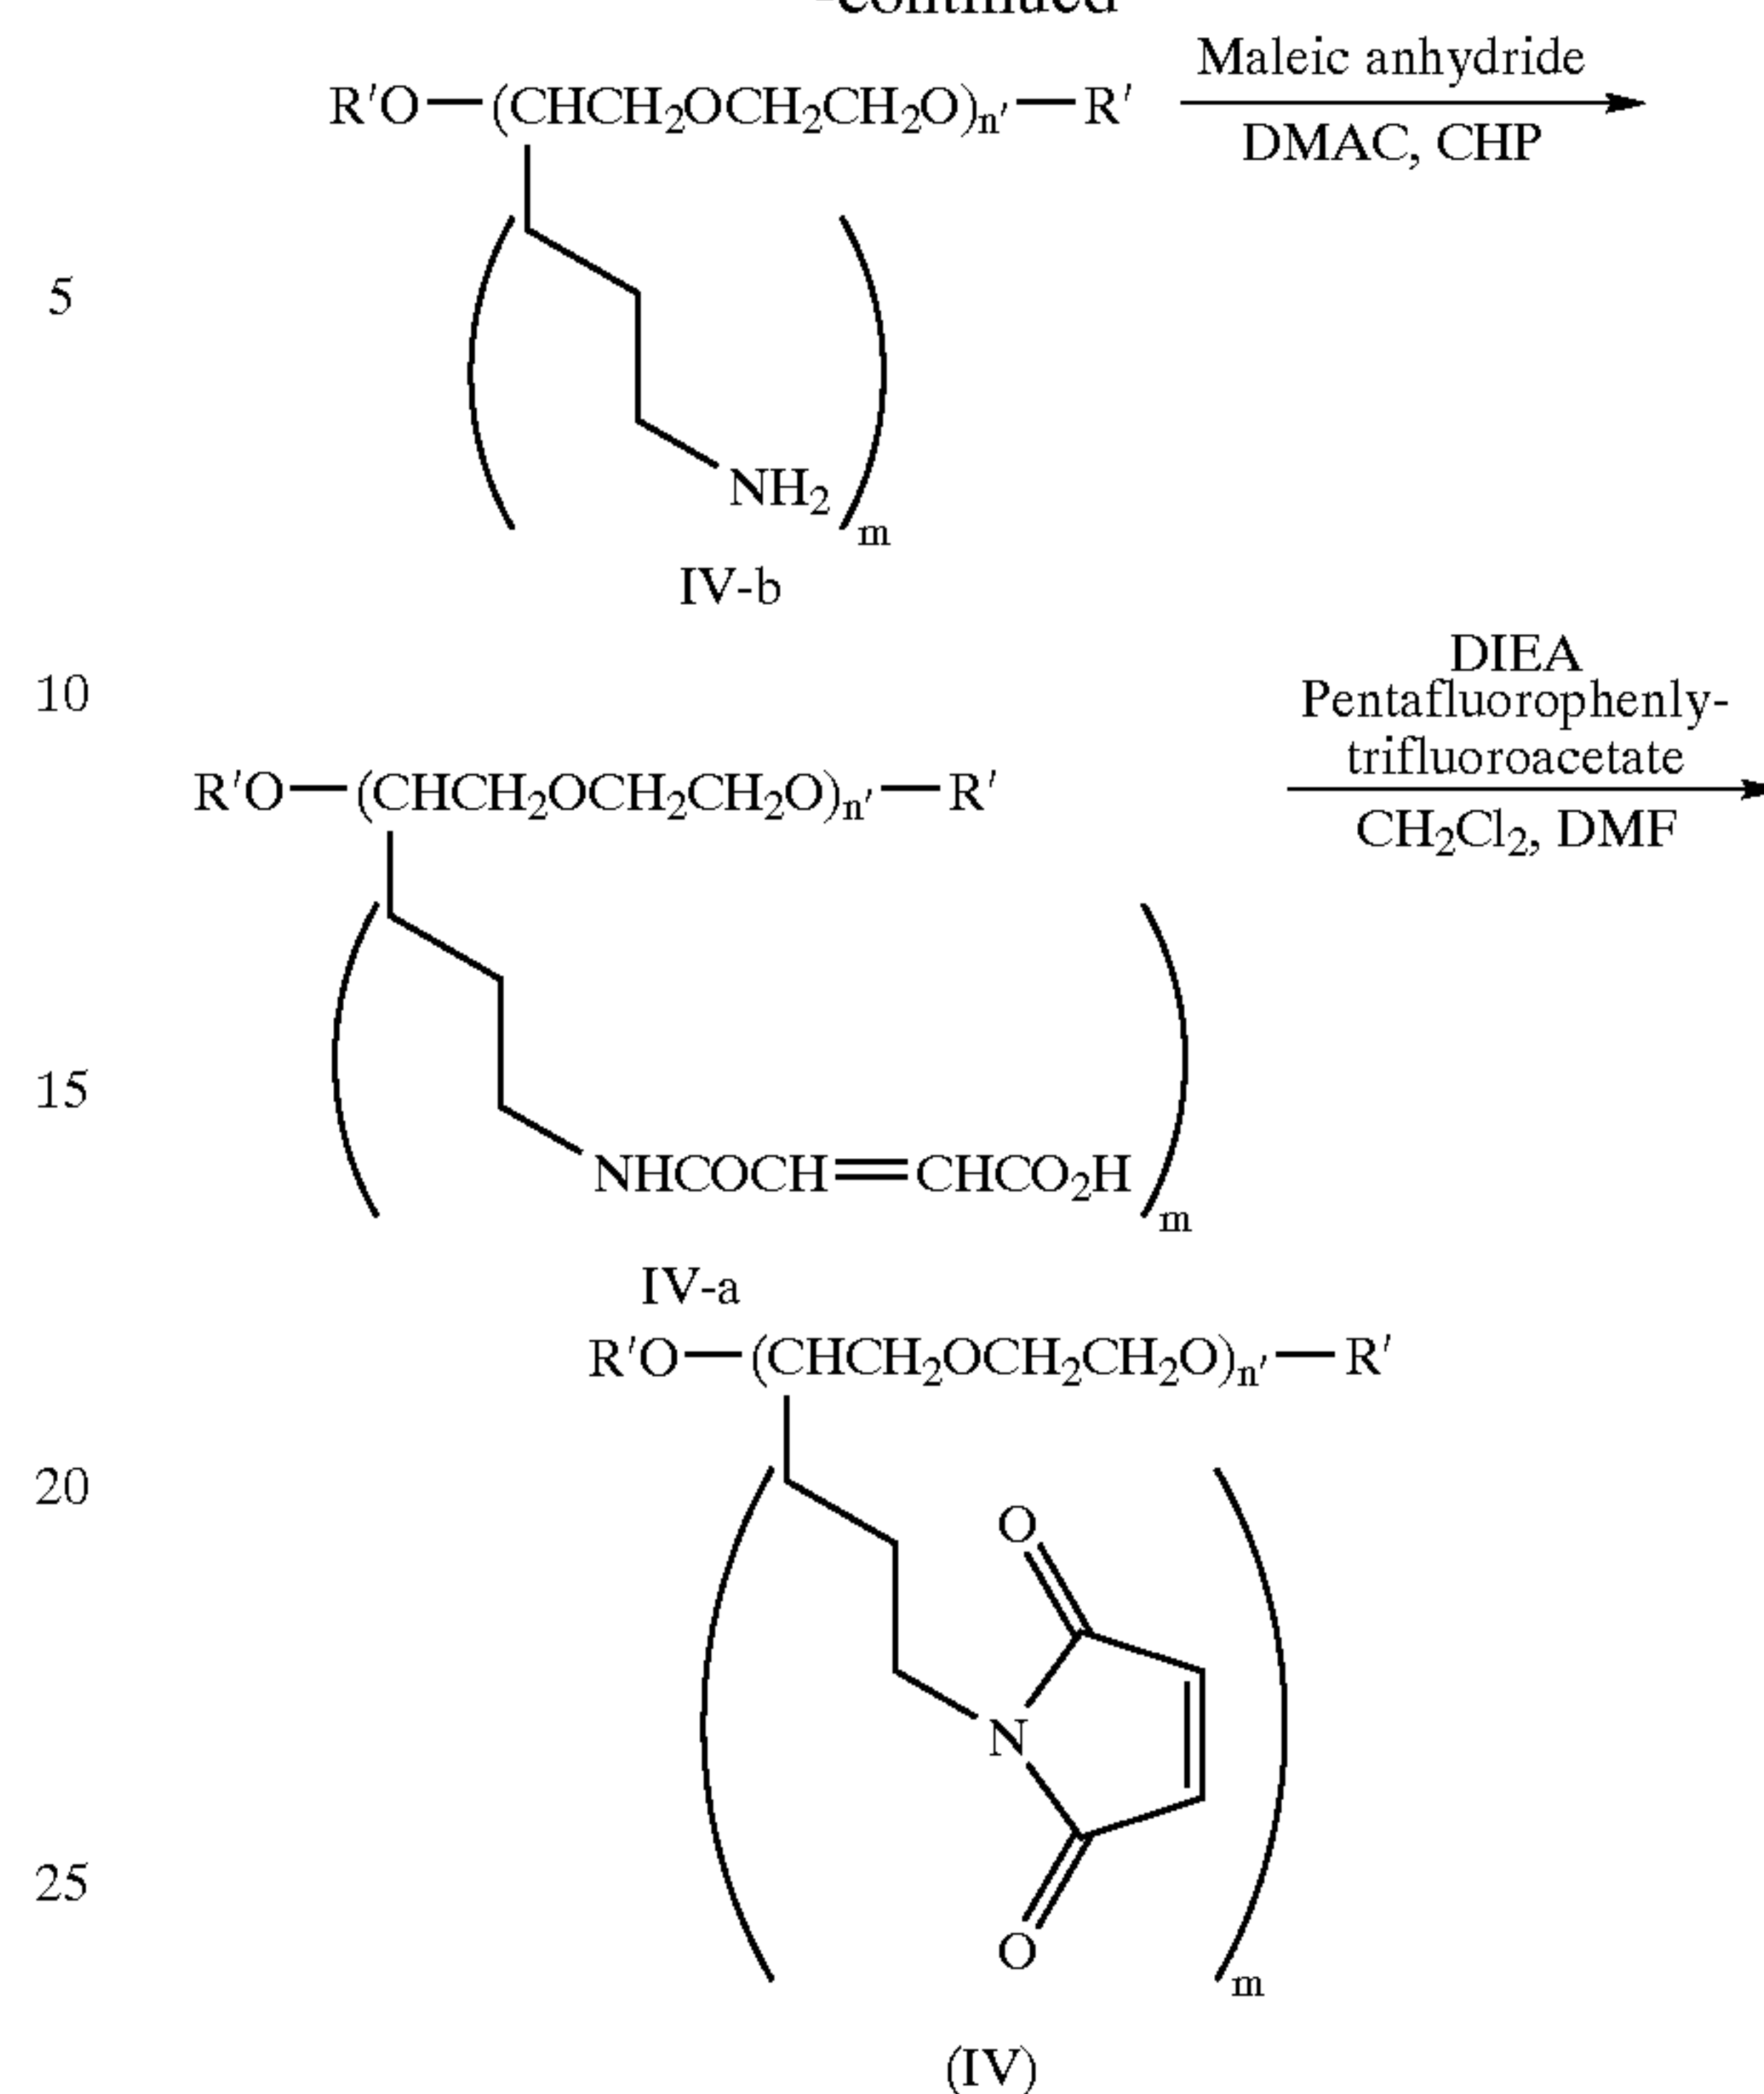 -continued
R'O—(CHCH₂OCH₂CH₂O)n'—R'
Maleic anhydride
DMAC, CHP
5
NH₂
m
IV-b
10
DIEA
Pentafluorophenly-
trifluoroacetate
CH₂Cl₂, DMF
R'O—(CHCH₂OCH₂CH₂O)n'—R'
15
NHCOCH=CHCO₂H
m
IV-a
R'O—(CHCH₂OCH₂CH₂O)n'—R'
20
O
N
25
O
m
(IV)